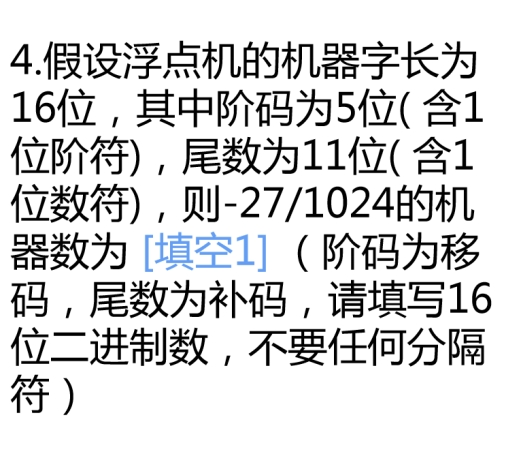 4.假设浮点机的机器字长为
16位，其中阶码为5位( 含1
位阶符)，尾数为11位( 含1
位数符)，则-27/1024的机
器数为 [填空1] （阶码为移
码，尾数为补码，请填写16
位二进制数，不要任何分隔
符）